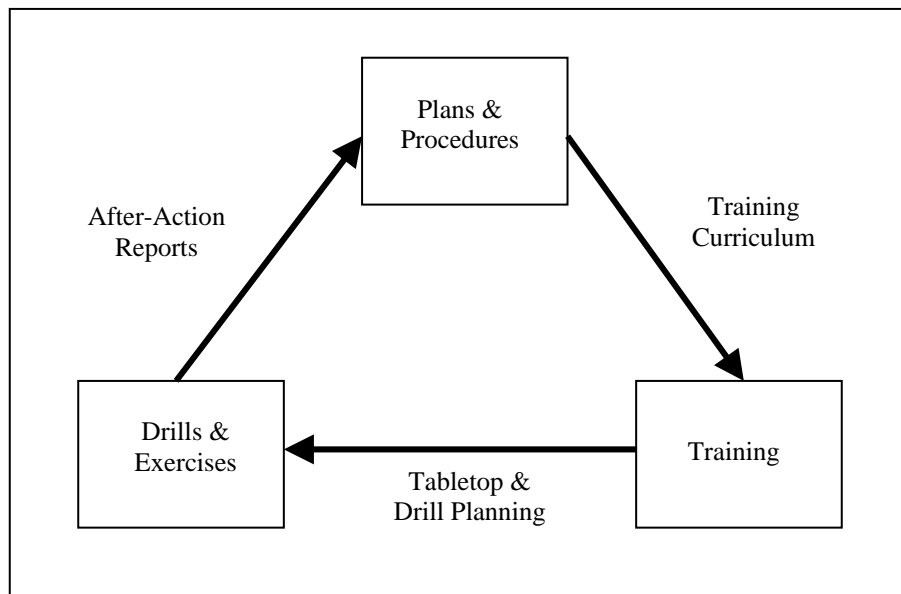 Plans &
Procedures
After-Action
Reports
Training
Curriculum
Drills &
Exercises
Training
Tabletop &
Drill Planning